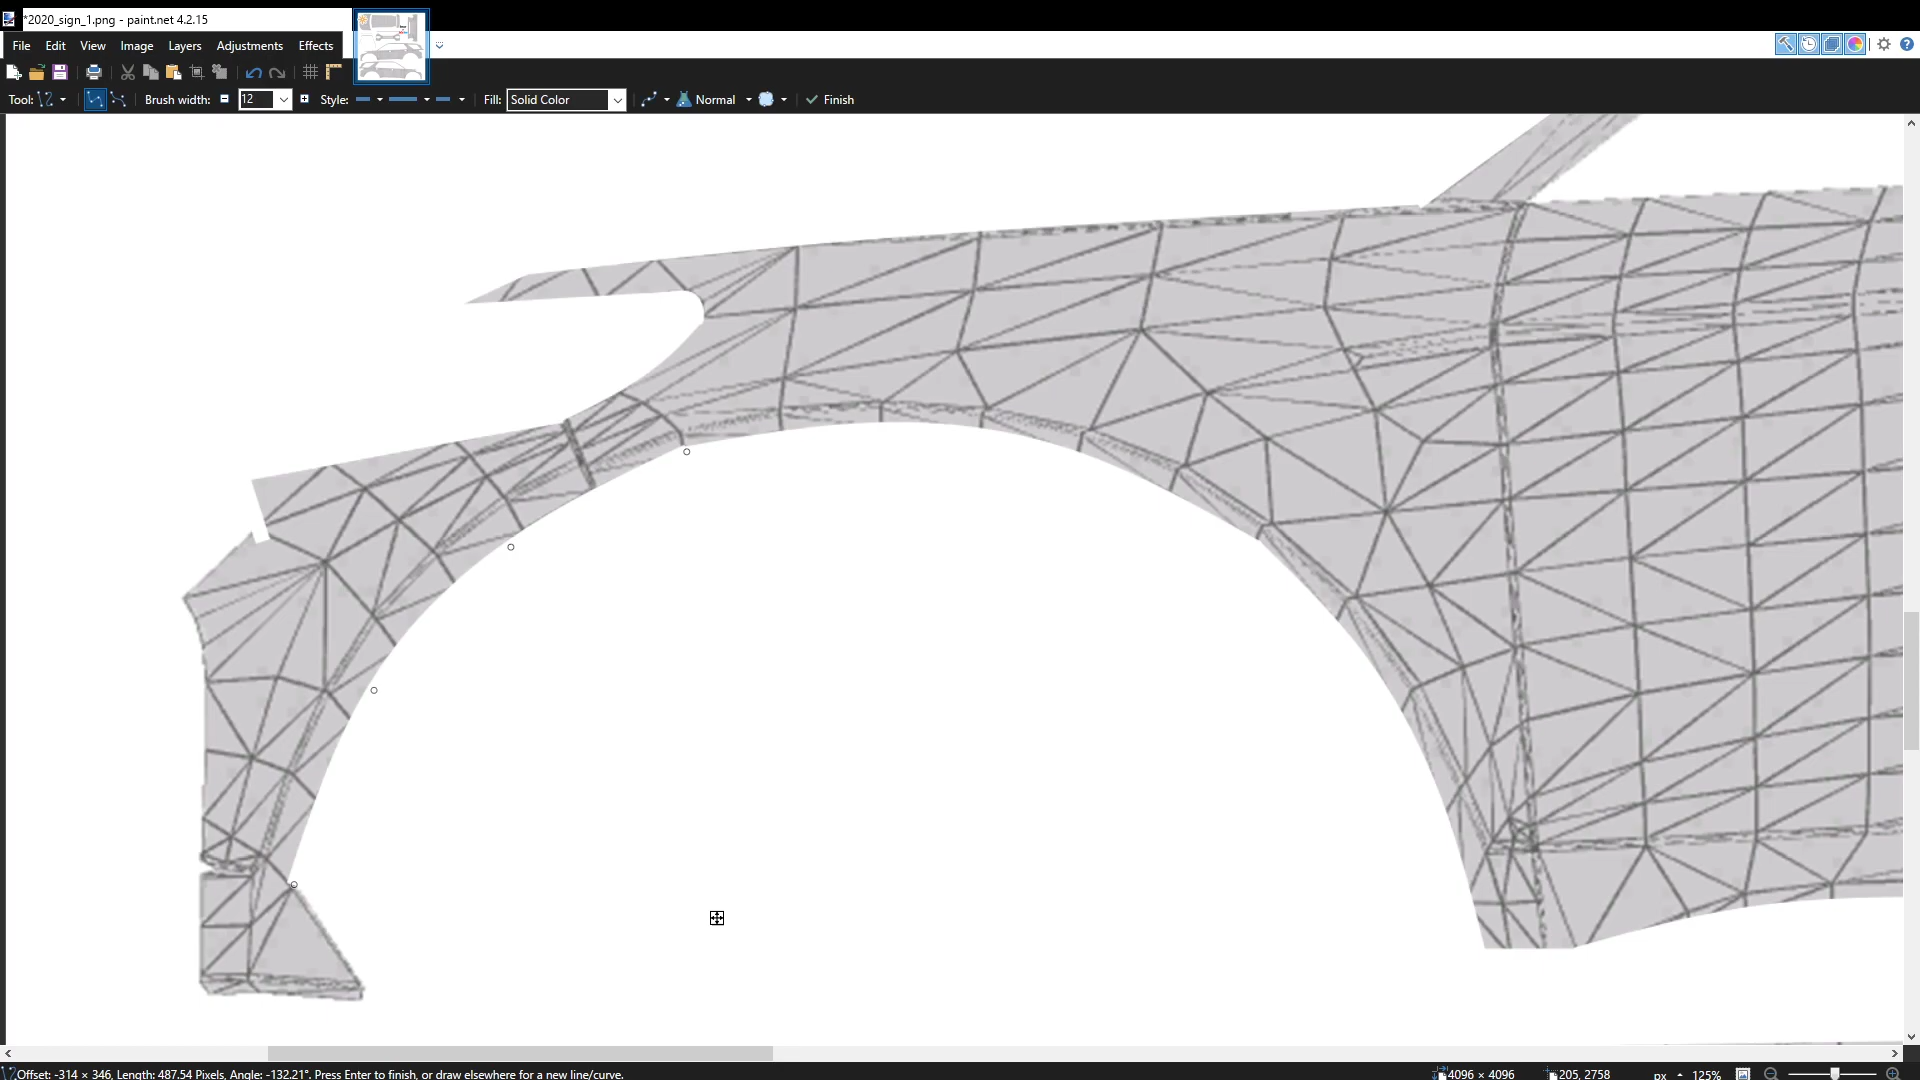 *2020_sign_1.png - paint.net 4.2.15
File Edit View Image Layers Adjustments Effects
Tool: Brush width: 12 Style: Fill: Solid Color Normal Finish
Offset: -314 × 346, Length: 487.54 Pixels, Angle: -132.21°. Press Enter to finish, or draw elsewhere for a new line/curve. 4096 × 4096 205, 2758 px 125%